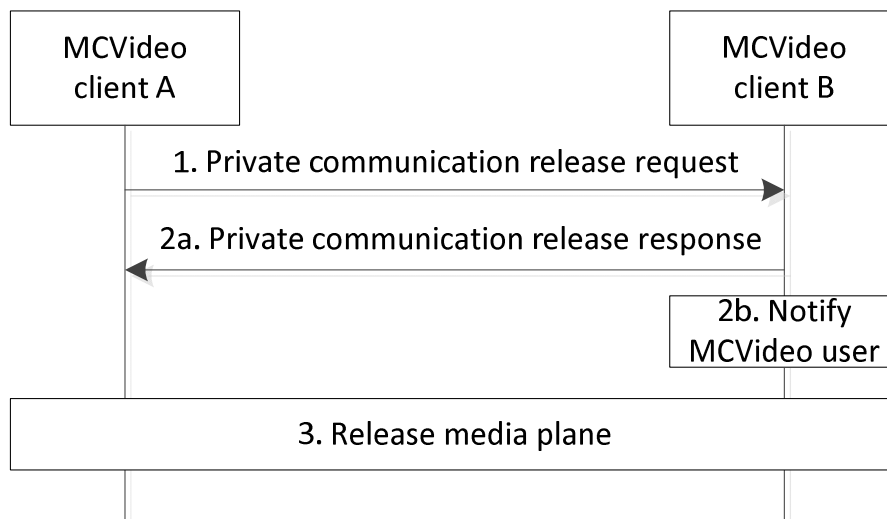 MCVideo
client A
MCVideo
client B
1. Private communication release request
2a. Private communication release response
2b. Notify
MCVideo user
3. Release media plane